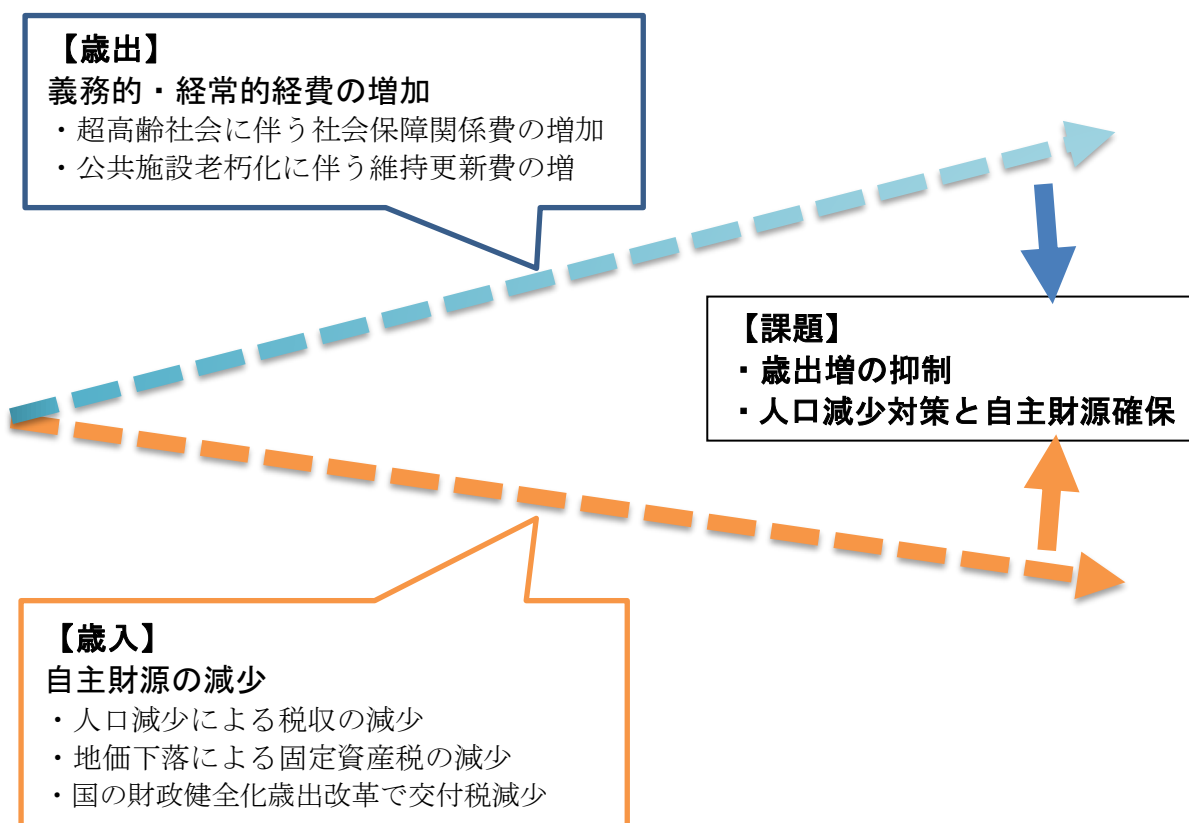 【歳出】
義務的・経常的経費の増加
・超高齢社会に伴う社会保障関係費の増加
・公共施設老朽化に伴う維持更新費の増
【課題】
・歳出増の抑制
・人口減少対策と自主財源確保
【歳入】
自主財源の減少
・人口減少による税収の減少
・地価下落による固定資産税の減少
・国の財政健全化歳出改革で交付税減少